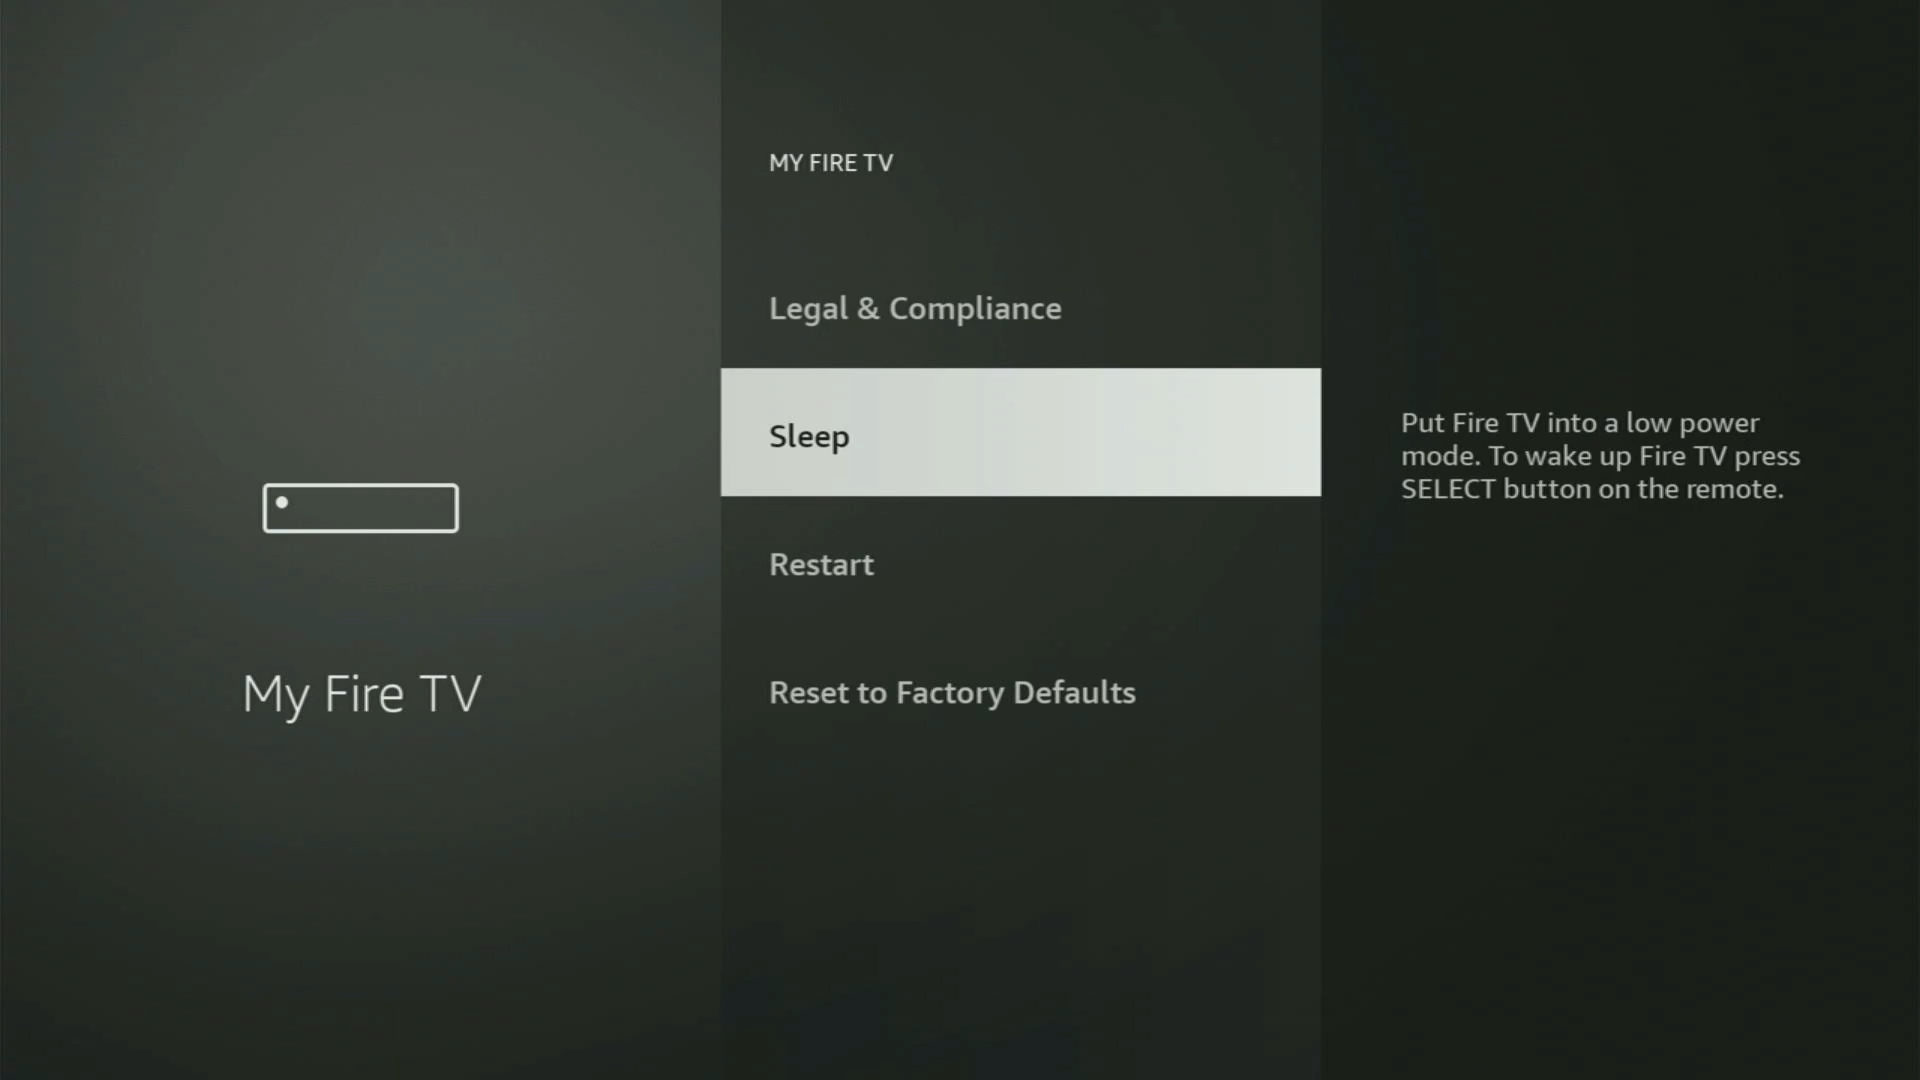 My Fire TV
MY FIRE TV
Legal & Compliance
Sleep
Restart
Reset to Factory Defaults
Put Fire TV into a low power
mode. To wake up Fire TV press
SELECT button on the remote.